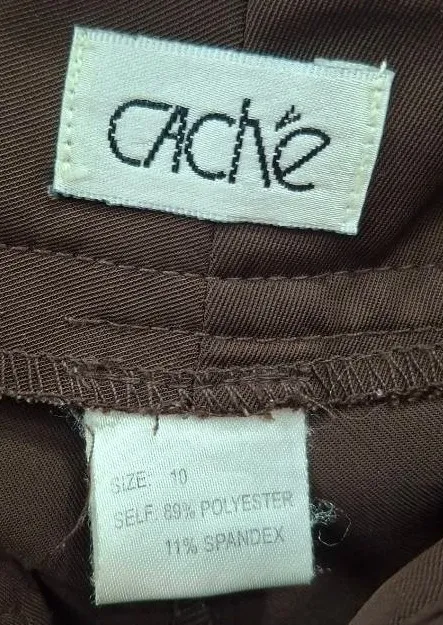 CAChé
SIZE: 10
SELF: 89% POLYESTER
11% SPANDEX